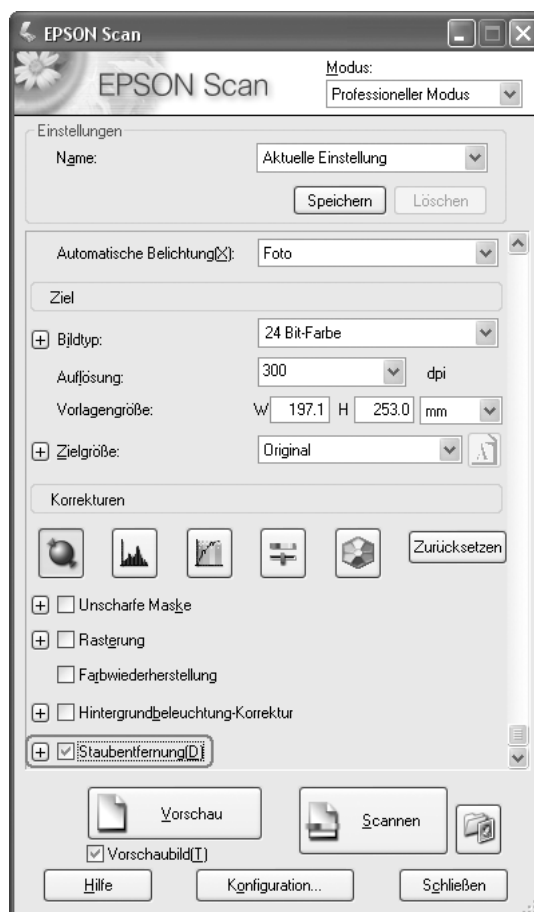 EPSON Scan
EPSON Scan
Modus:
Professioneller Modus
Einstellungen
Name: Aktuelle Einstellung
Speichern Löschen
Automatische Belichtung(X): Foto
Ziel
Bildtyp: 24 Bit-Farbe
Auflösung: 300 dpi
Vorlagengröße: W 197.1 H 253.0 mm
Zielgröße: Original
Korrekturen
Zurücksetzen
Unscharfe Maske
Rasterung
Farbwiederherstellung
Hintergrundbeleuchtung-Korrektur
Staubentfernung(D)
Vorschau Scannen
Vorschaubild(T)
Hilfe Konfiguration... Schließen